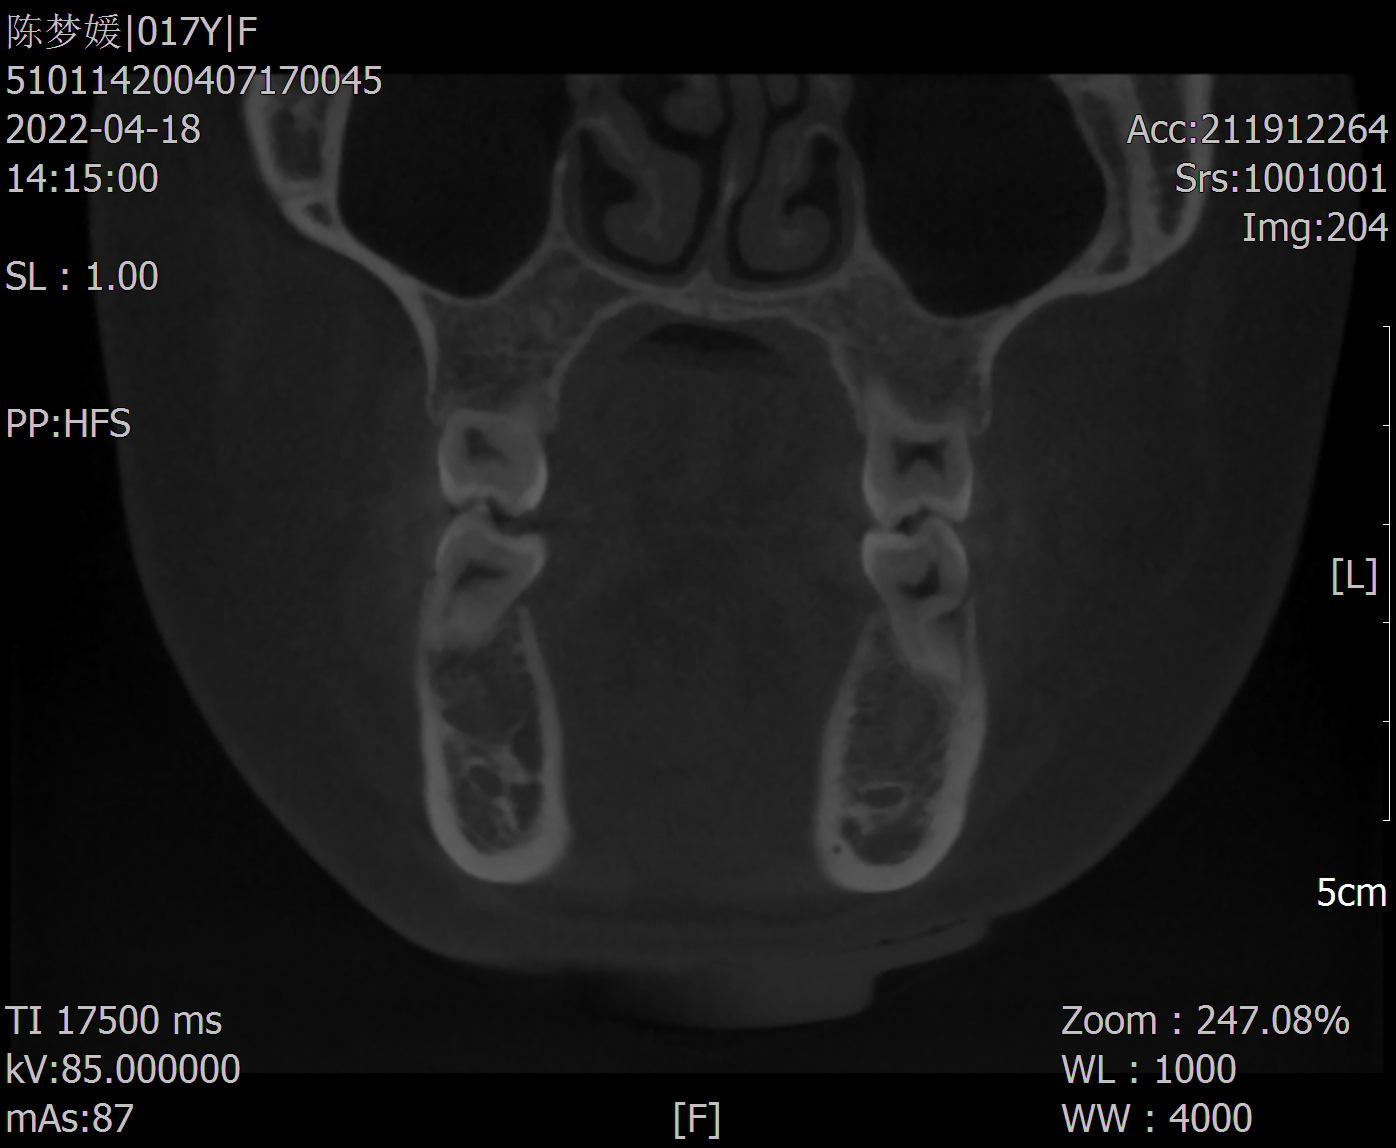 陈梦媛|017Y|F
510114200407170045
2022-04-18
14:15:00
SL : 1.00
PP:HFS
Acc:211912264
Srs:1001001
Img:204
[L]
5cm
TI 17500 ms
kV:85.000000
mAs:87
[F]
Zoom : 247.08%
WL : 1000
WW : 4000